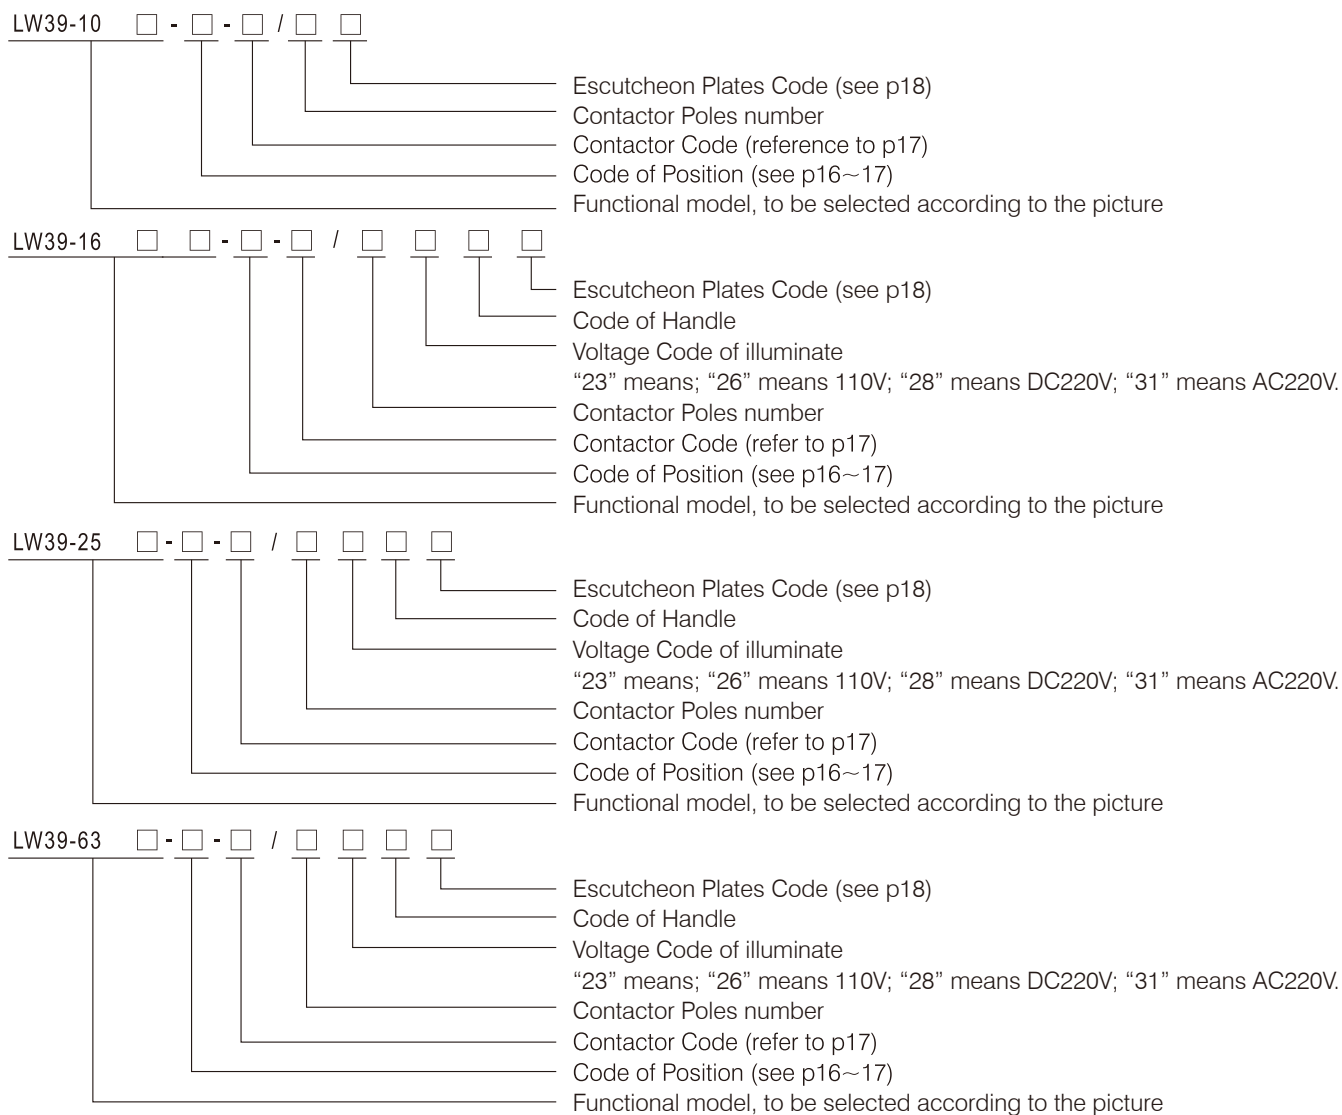 LW39-10 □ - □ - □ / □ □
Escutcheon Plates Code (see p18)
Contactor Poles number
Contactor Code (reference to p17)
Code of Position (see p16~17)
Functional model, to be selected according to the picture
LW39-16 □ □ - □ - □ / □ □ □ □
Escutcheon Plates Code (see p18)
Code of Handle
Voltage Code of illuminate
“23” means; “26” means 110V; “28” means DC220V; “31” means AC220V.
Contactor Poles number
Contactor Code (refer to p17)
Code of Position (see p16~17)
Functional model, to be selected according to the picture
LW39-25 □ - □ - □ / □ □ □ □
Escutcheon Plates Code (see p18)
Code of Handle
Voltage Code of illuminate
“23” means; “26” means 110V; “28” means DC220V; “31” means AC220V.
Contactor Poles number
Contactor Code (refer to p17)
Code of Position (see p16~17)
Functional model, to be selected according to the picture
LW39-63 □ - □ - □ / □ □ □ □
Escutcheon Plates Code (see p18)
Code of Handle
Voltage Code of illuminate
“23” means; “26” means 110V; “28” means DC220V; “31” means AC220V.
Contactor Poles number
Contactor Code (refer to p17)
Code of Position (see p16~17)
Functional model, to be selected according to the picture